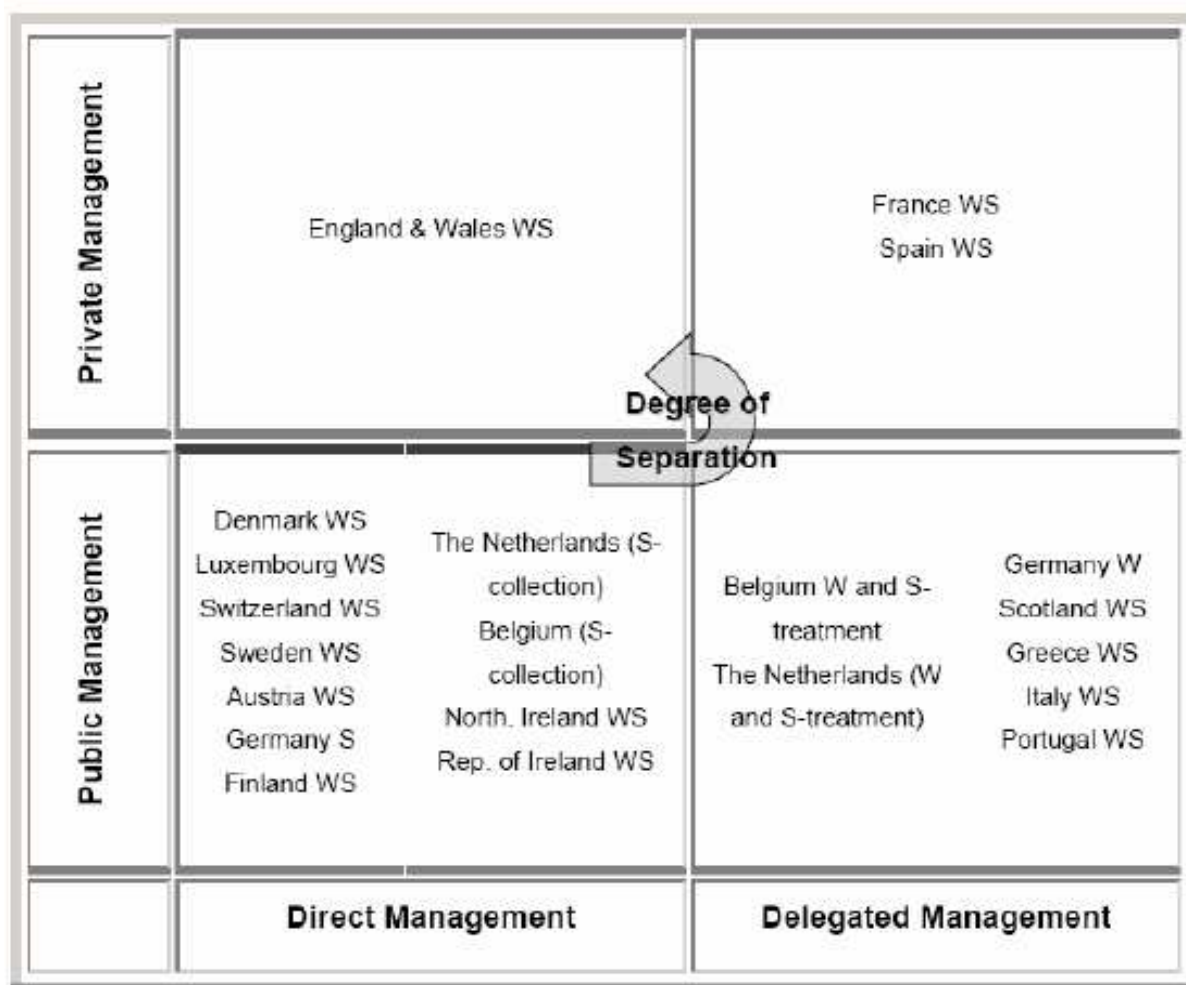 Private Management
England & Wales WS
France WS
Spain WS
Degree of
Separation
Public Management
Denmark WS
Luxembourg WS
Switzerland WS
Sweden WS
Austria WS
Germany S
Finland WS
The Netherlands (S-
collection)
Belgium (S-
collection)
North. Ireland WS
Rep. of Ireland WS
Belgium W and S-
treatment
The Netherlands (W
and S-treatment)
Germany W
Scotland WS
Greece WS
Italy WS
Portugal WS
Direct Management
Delegated Management